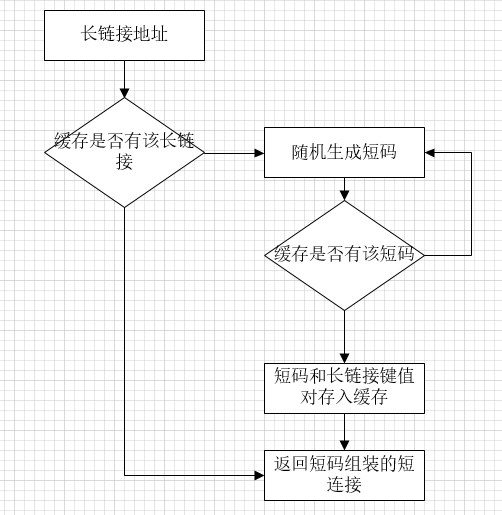 长链接地址
缓存是否有该长链
接
随机生成短码
缓存是否有该短码
短码和长链接键值
对存入缓存
返回短码组装的短
连接